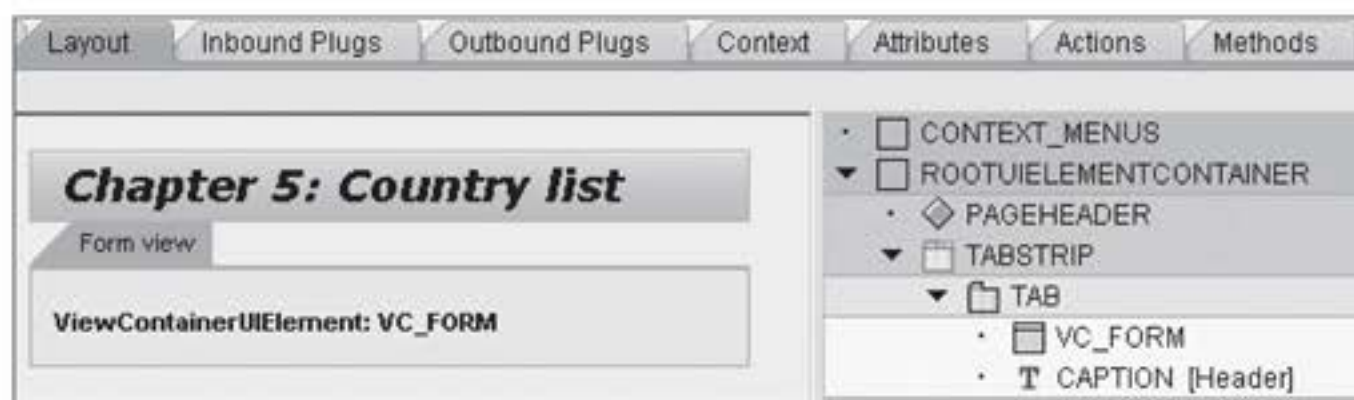 Layout Inbound Plugs Outbound Plugs Context Attributes Actions Methods
Chapter 5: Country list
Form view
ViewContainerUIElement: VC_FORM
CONTEXT_MENUS
ROOTUIELEMENTCONTAINER
PAGEHEADER
TABSTRIP
TAB
VC_FORM
CAPTION [Header]